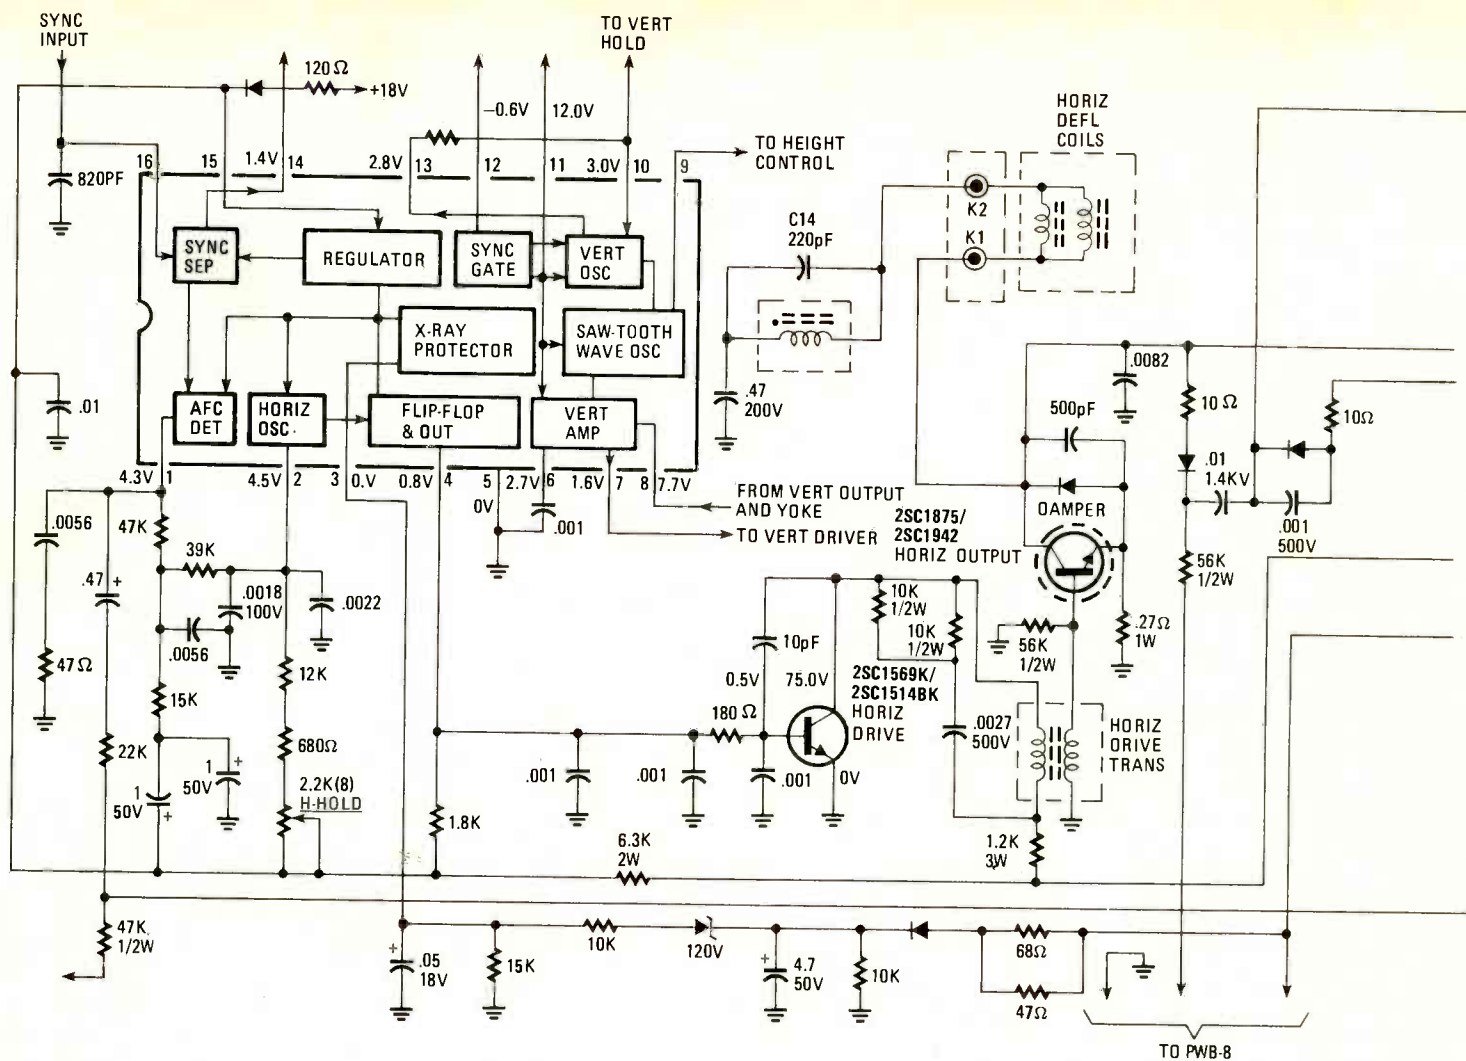 SYNC
INPUT
TO VERT
HOLD
120Ω
+18V
-0.6V
12.0V
HORIZ
DEFL
COILS
16
15
1.4V
14
2.8V
13
12
11
3.0V
10
9
TO HEIGHT
CONTROL
820PF
K2
K1
C14
220pF
SYNC
SEP
REGULATOR
SYNC
GATE
VERT
OSC
X-RAY
PROTECTOR
SAW-TOOTH
WAVE OSC
.0082
.47
200V
.01
AFC
DET
HORIZ
OSC
FLIP-FLOP
& OUT
VERT
AMP
500pF
10Ω
10Ω
4.3V
1
4.5V
2
3
0.V
0.8V
4
5
0V
2.7V
6
1.6V
7
8
7.7V
.01
1.4KV
FROM VERT OUTPUT
AND YOKE
TO VERT DRIVER
.001
DAMPER
2SC1875/
2SC1942
HORIZ OUTPUT
.001
500V
.0056
47K
39K
.47
+
.0018
100V
.0022
56K
1/2W
10K
1/2W
10K
1/2W
56K
1/2W
.27Ω
1W
.0056
47Ω
12K
10pF
0.5V
75.0V
2SC1569K/
2SC1514BK
HORIZ
DRIVE
15K
180Ω
.0027
500V
HORIZ
DRIVE
TRANS
22K
680Ω
1
50V
+
1
50V
+
2.2K(8)
H-HOLD
.001
.001
.001
0V
1.8K
6.3K
2W
1.2K
3W
47K
1/2W
+
.05
18V
15K
10K
120V
+
4.7
50V
10K
68Ω
47Ω
TO PWB-8